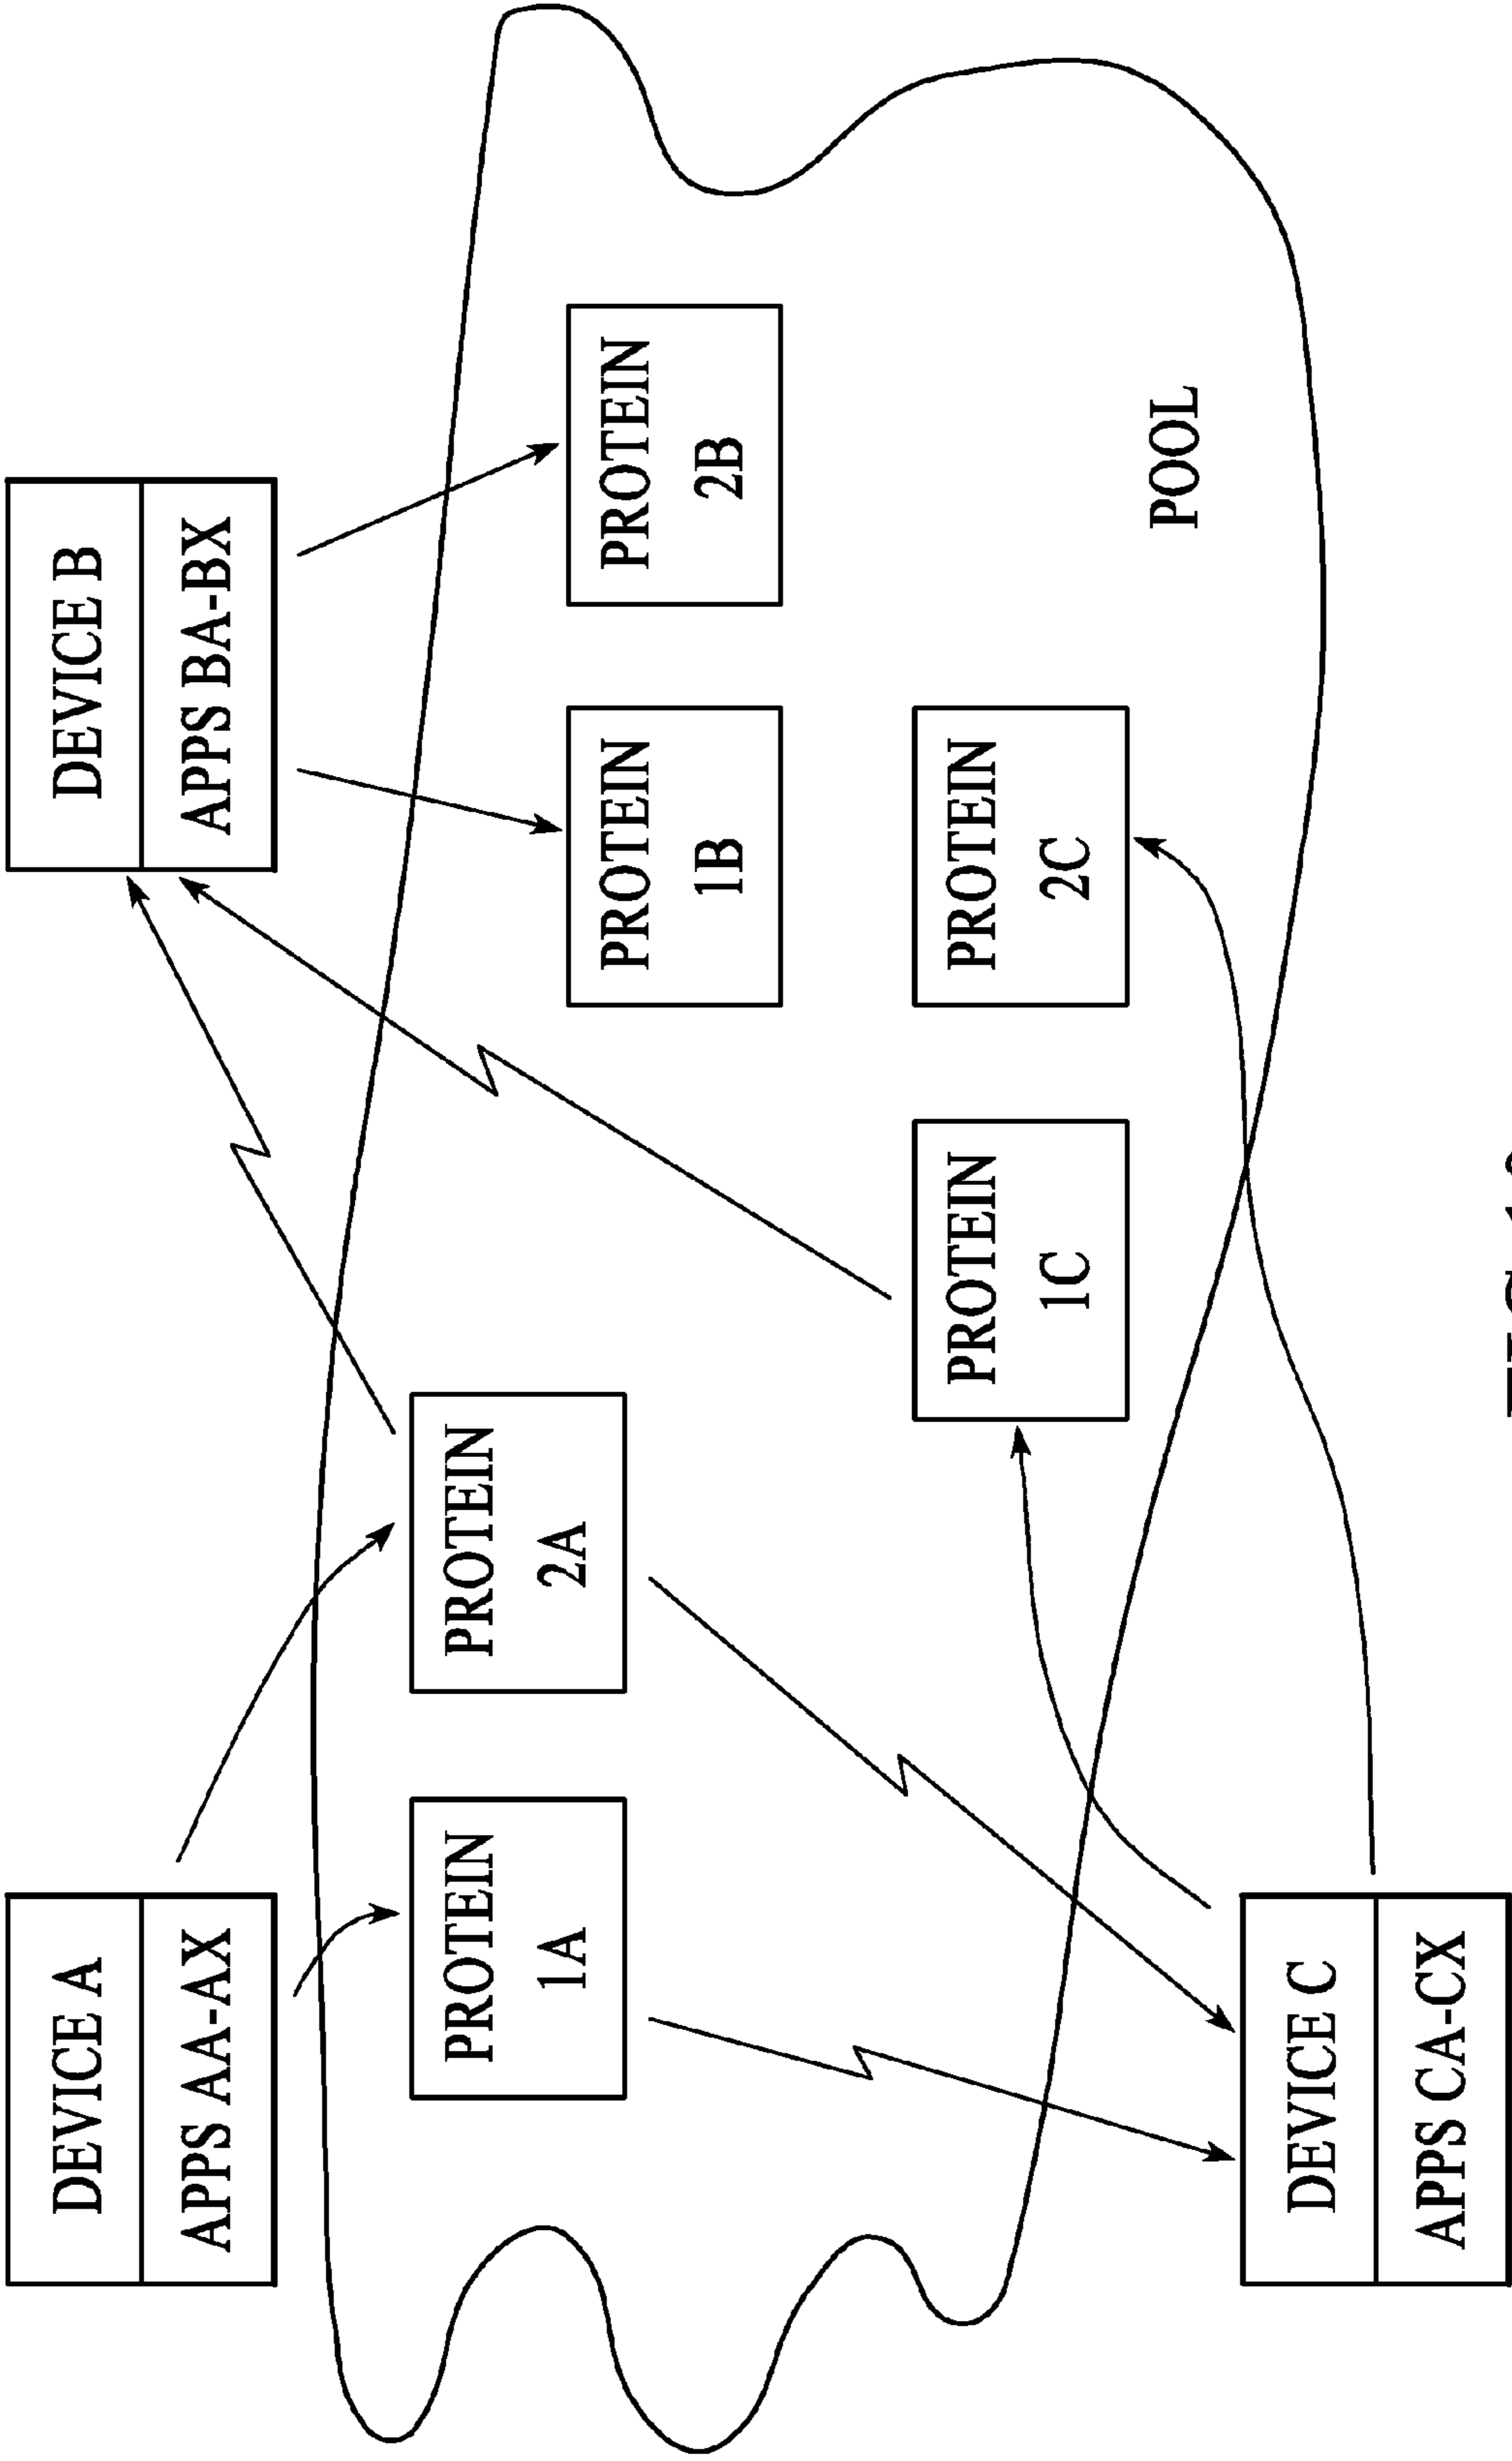 DEVICE A
APPS AA-AX
DEVICE B
APPS BA-BX
PROTEIN
1A
PROTEIN
2A
PROTEIN
1B
PROTEIN
2B
PROTEIN
1C
PROTEIN
2C
POOL
DEVICE C
APPS CA-CX